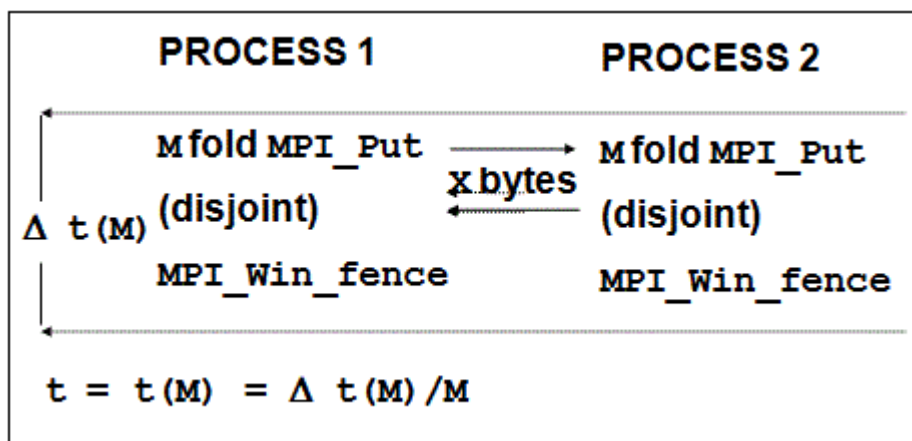 PROCESS 1 PROCESS 2
M fold MPI_Put M fold MPI_Put
X bytes
(disjoint) (disjoint)
Δ t(M)
MPI_Win_fence MPI_Win_fence
t = t(M) = Δ t(M)/M